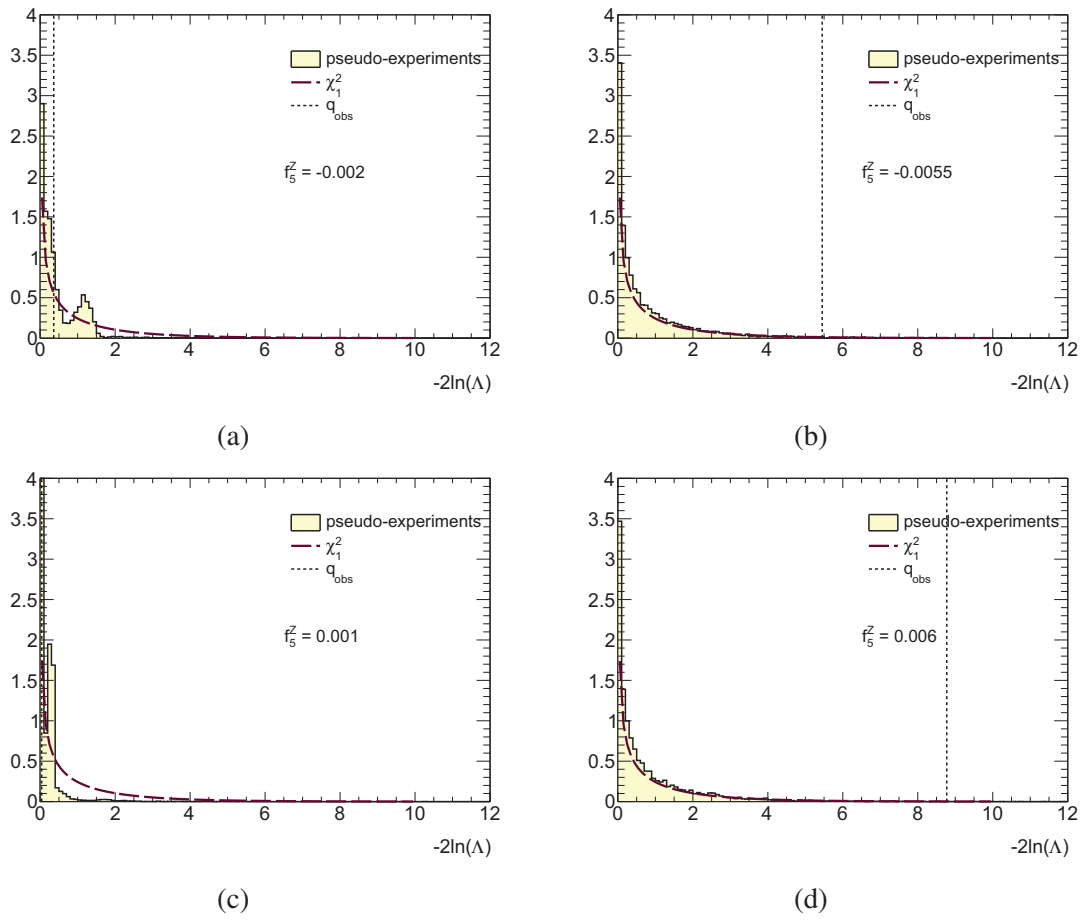 4
3.5
3
2.5
2
1.5
1
0.5
0
0 2 4 6 8 10 12
pseudo-experiments
χ²₁
q_obs
f₅ᶻ = -0.002
-2ln(Λ)
(a)
4
3.5
3
2.5
2
1.5
1
0.5
0
0 2 4 6 8 10 12
pseudo-experiments
χ²₁
q_obs
f₅ᶻ = -0.0055
-2ln(Λ)
(b)
4
3.5
3
2.5
2
1.5
1
0.5
0
0 2 4 6 8 10 12
pseudo-experiments
χ²₁
q_obs
f₅ᶻ = 0.001
-2ln(Λ)
(c)
4
3.5
3
2.5
2
1.5
1
0.5
0
0 2 4 6 8 10 12
pseudo-experiments
χ²₁
q_obs
f₅ᶻ = 0.006
-2ln(Λ)
(d)